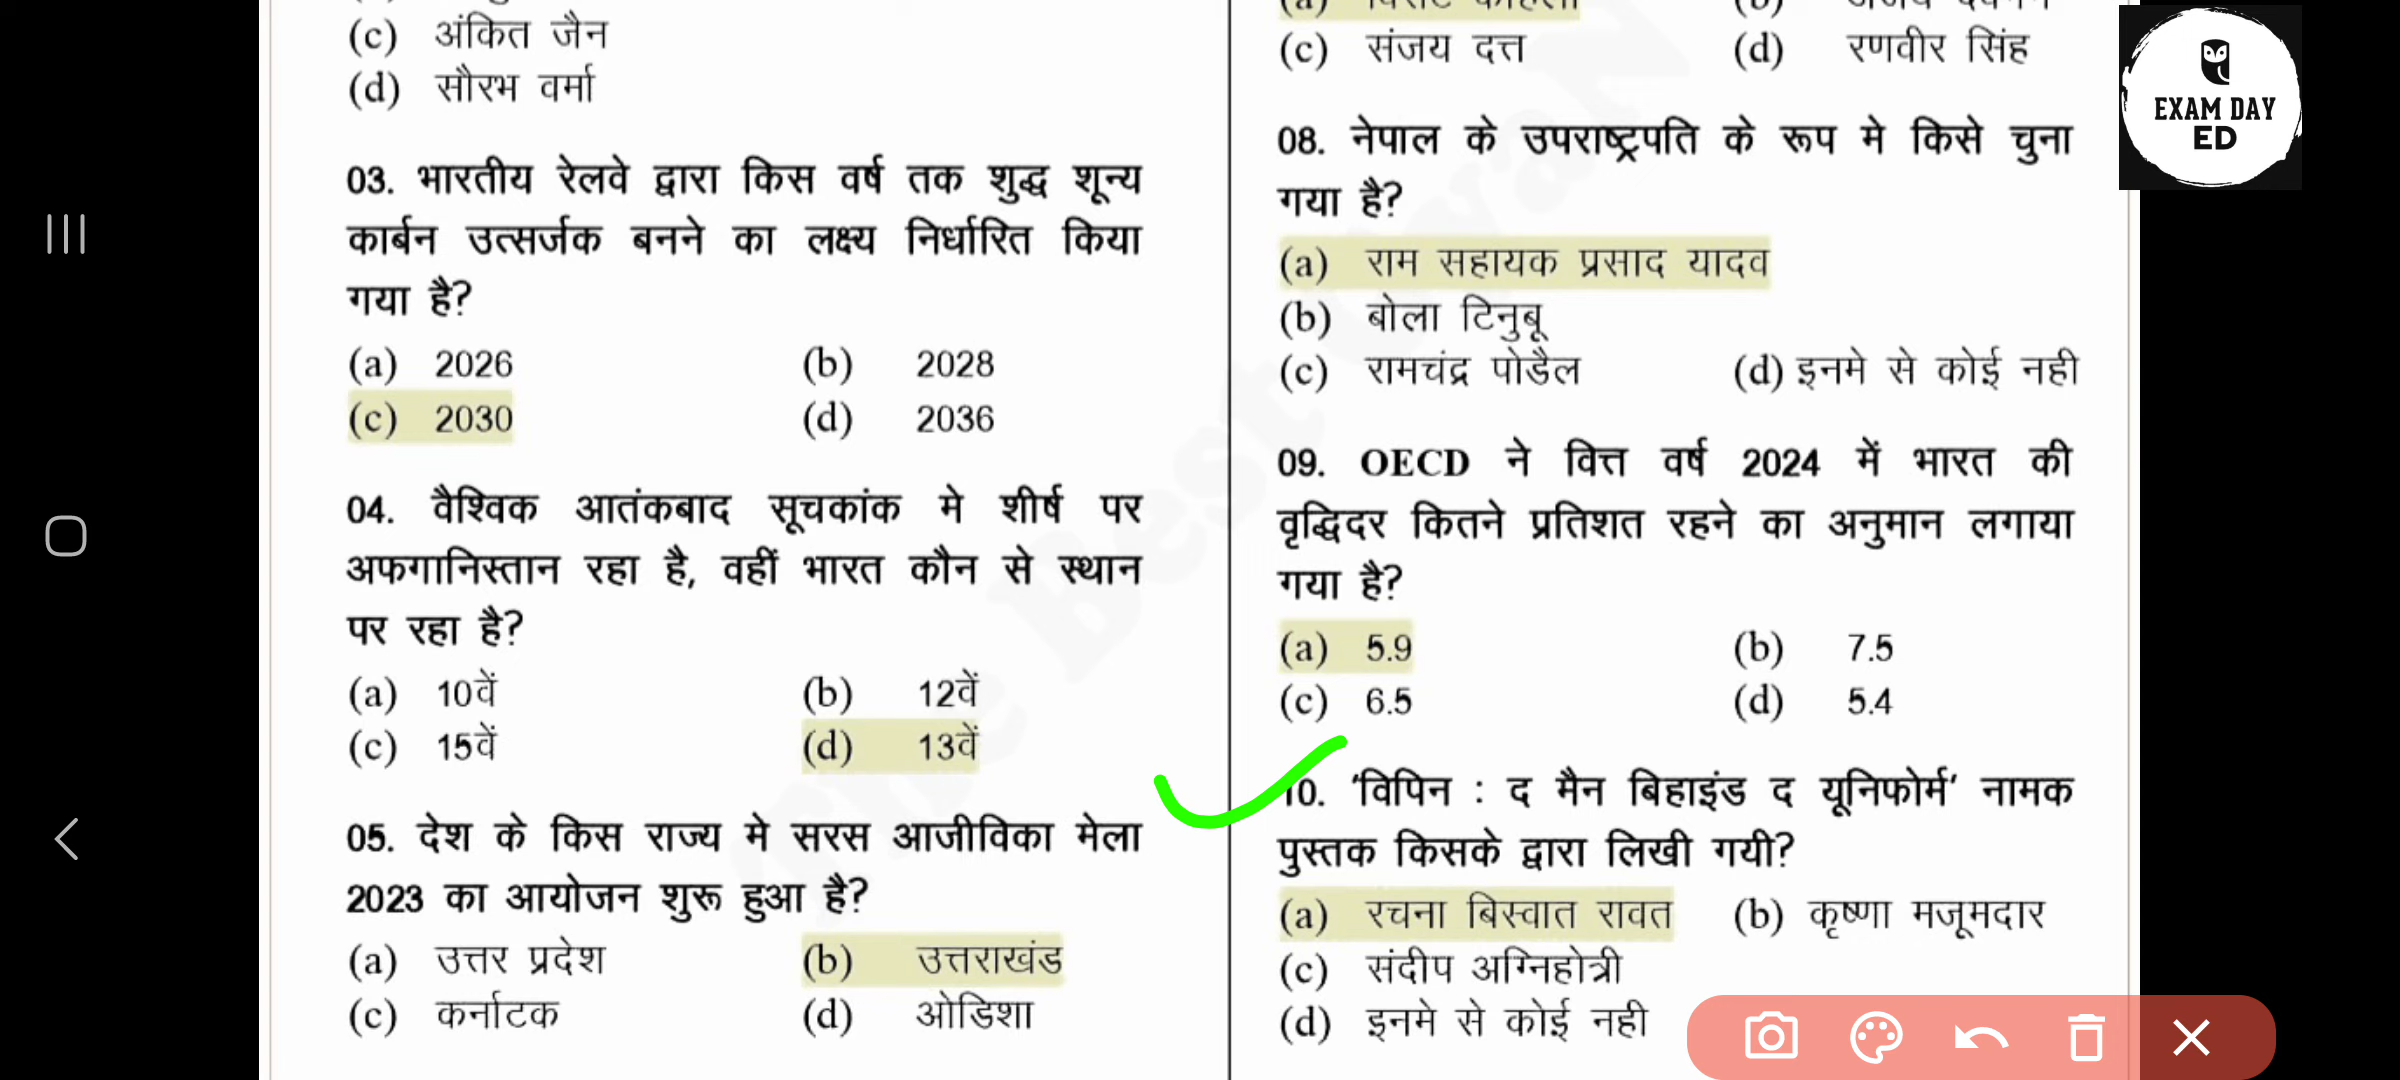 (c) अंकित जैन
(d) सौरभ वर्मा
03. भारतीय रेलवे द्वारा किस वर्ष तक शुद्ध शून्य
कार्बन उत्सर्जक बनने का लक्ष्य निर्धारित किया
गया है?
(a) 2026 (b) 2028
(c) 2030 (d) 2036
04. वैश्विक आतंकबाद सूचकांक मे शीर्ष पर
अफगानिस्तान रहा है, वहीं भारत कौन से स्थान
पर रहा है?
(a) 10वें (b) 12वें
(c) 15वें (d) 13वें
05. देश के किस राज्य मे सरस आजीविका मेला
2023 का आयोजन शुरू हुआ है?
(a) उत्तर प्रदेश (b) उत्तराखंड
(c) कर्नाटक (d) ओडिशा
(c) संजय दत्त (d) रणवीर सिंह
08. नेपाल के उपराष्ट्रपति के रूप मे किसे चुना
गया है?
(a) राम सहायक प्रसाद यादव
(b) बोला टिनुबू
(c) रामचंद्र पोडैल (d) इनमे से कोई नही
09. OECD ने वित्त वर्ष 2024 में भारत की
वृद्धिदर कितने प्रतिशत रहने का अनुमान लगाया
गया है?
(a) 5.9 (b) 7.5
(c) 6.5 (d) 5.4
10. ‘विपिन : द मैन बिहाइंड द यूनिफोर्म’ नामक
पुस्तक किसके द्वारा लिखी गयी?
(a) रचना बिस्वात रावत (b) कृष्णा मजूमदार
(c) संदीप अग्निहोत्री
(d) इनमे से कोई नही
EXAM DAY
ED
The Best